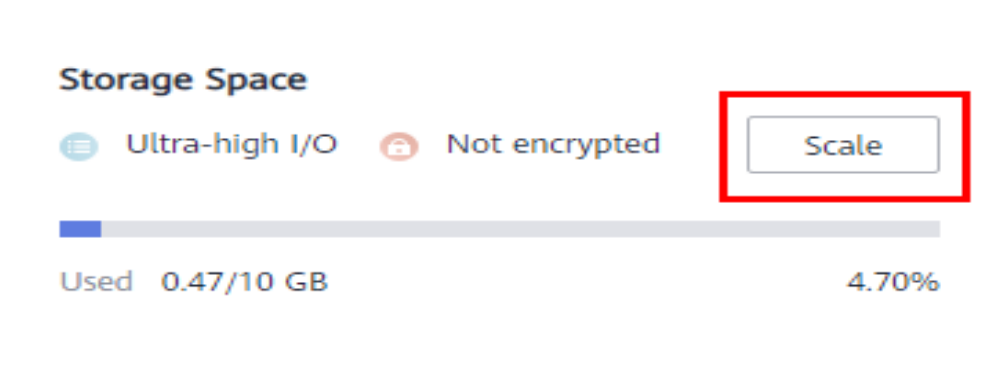 Storage Space
Ultra-high I/O Not encrypted Scale
Used 0.47/10 GB 4.70%